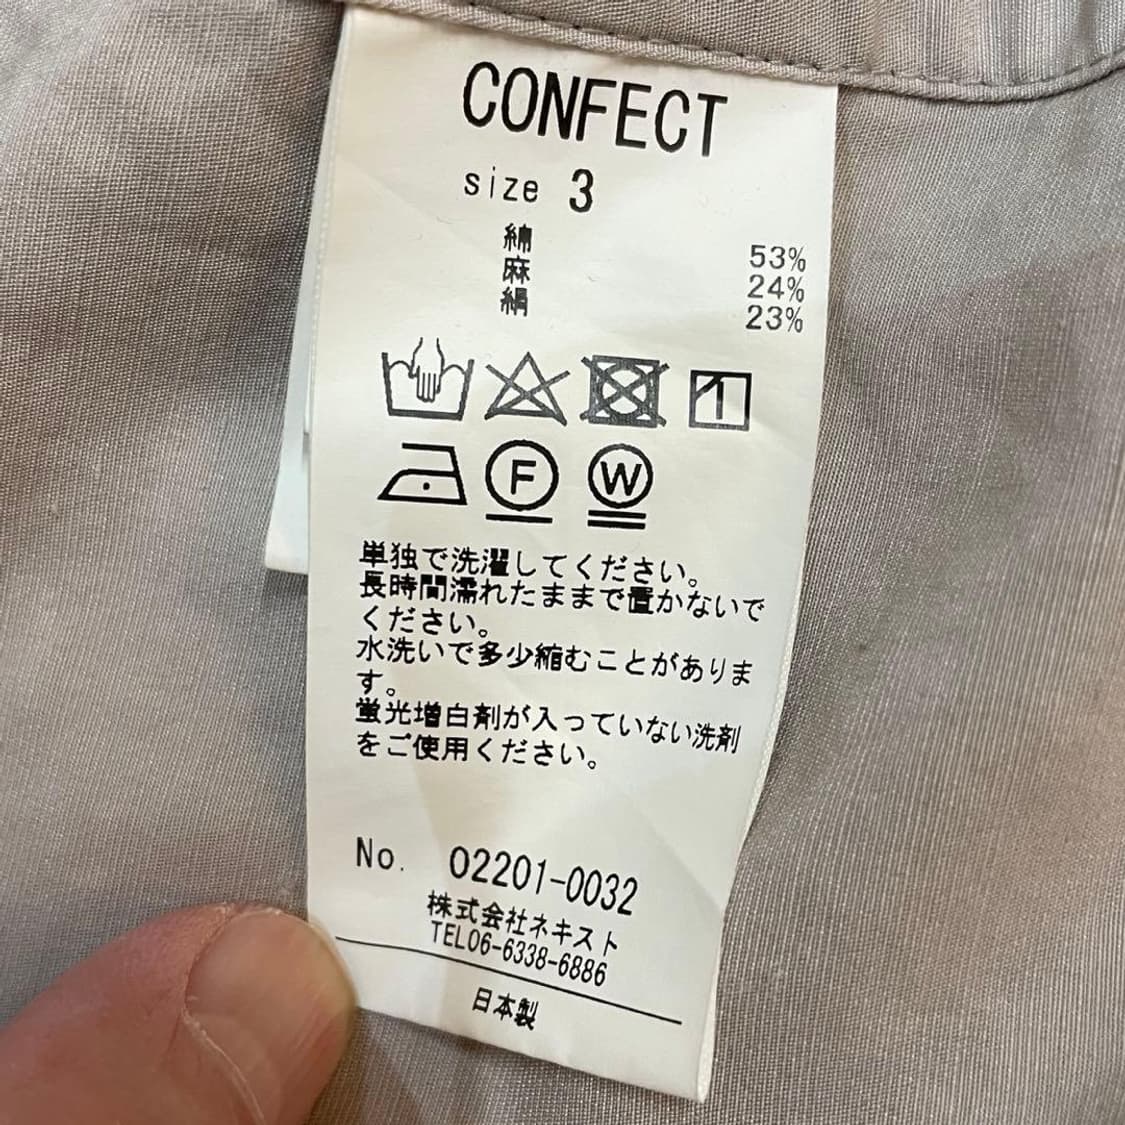 CONFECT
size 3
綿 53%
麻 24%
絹 23%
F W
単独で洗濯してください。
長時間濡れたままで置かないで
ください。
水洗いで多少縮むことがありま
す。
蛍光増白剤が入っていない洗剤
をご使用ください。
No. 02201-0032
株式会社ネキスト
TEL06-6338-6886
日本製